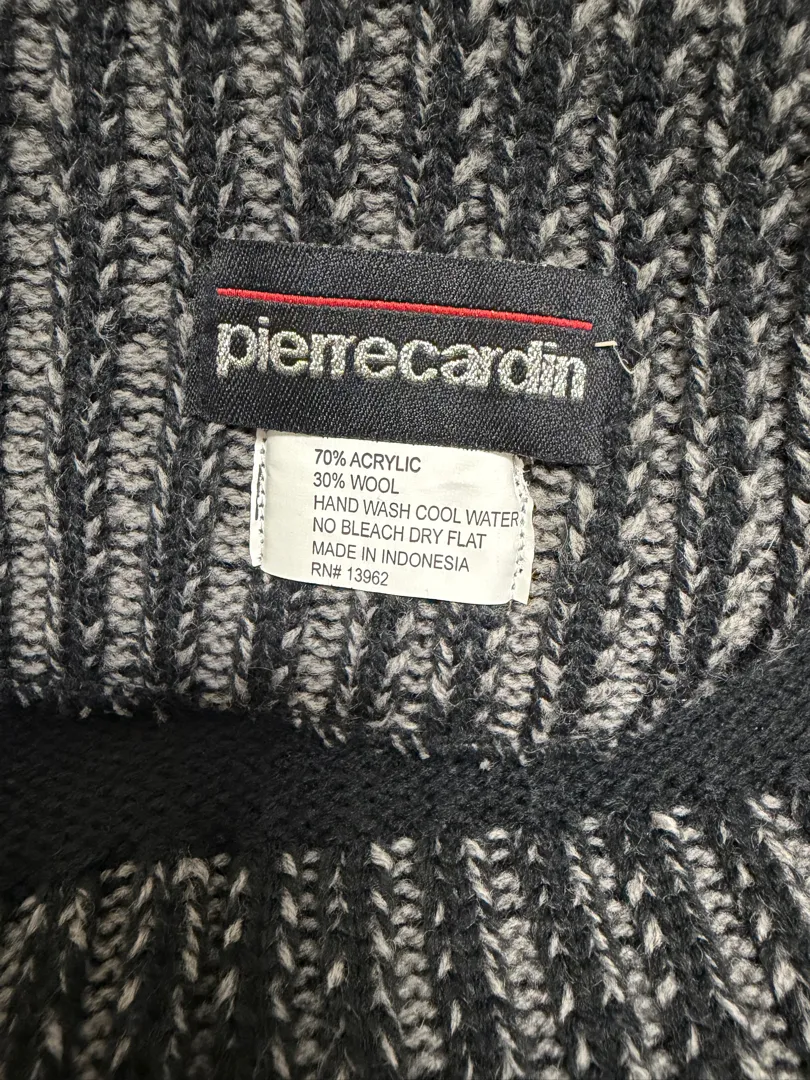 pierrecardin
70% ACRYLIC
30% WOOL
HAND WASH COOL WATER
NO BLEACH DRY FLAT
MADE IN INDONESIA
RN# 13962